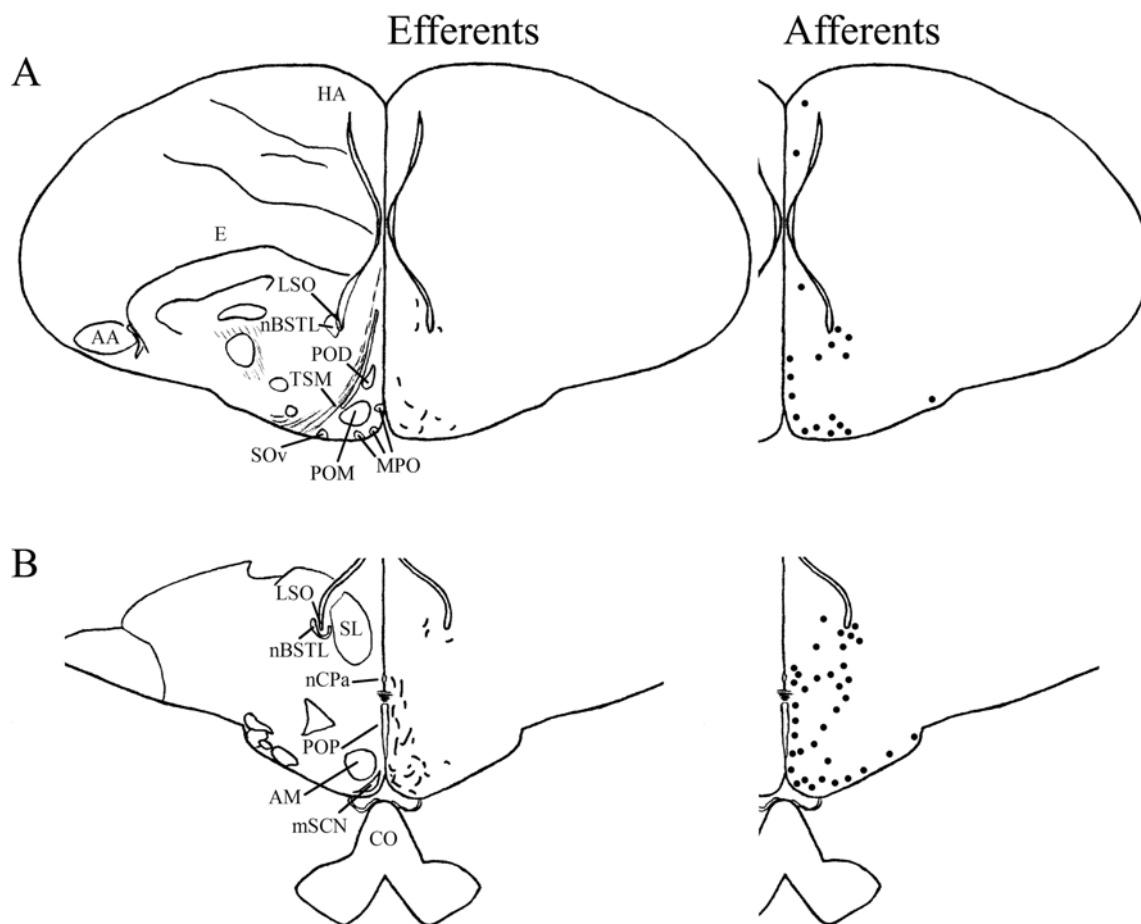 Efferents
Afferents
A
HA
E
LSO
nBSTL
AA
POD
TSM
SOv
MPO
POM
B
LSO
SL
nBSTL
nCPa
POP
AM
mSCN
CO